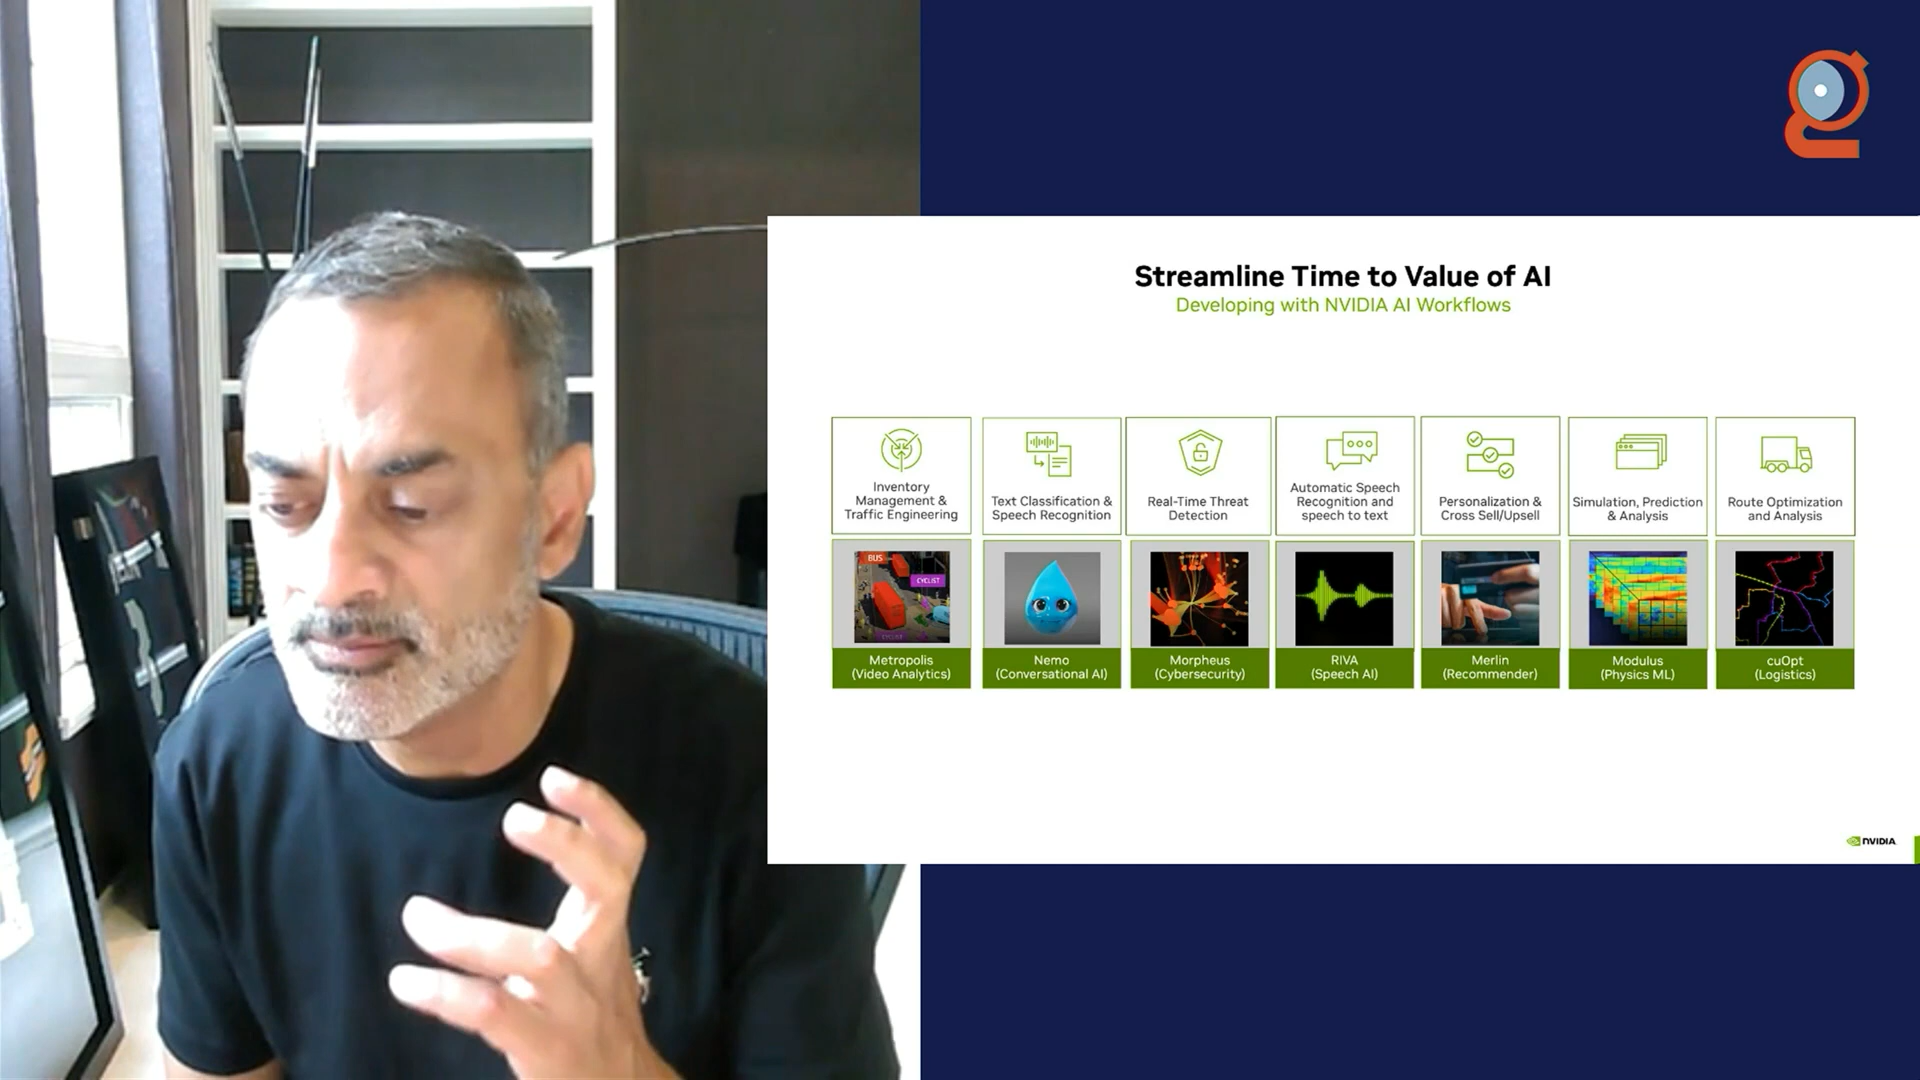 Streamline Time to Value of AI
Developing with NVIDIA AI Workflows
Inventory
Management &
Traffic Engineering
Text Classification &
Speech Recognition
Real-Time Threat
Detection
Automatic Speech
Recognition and
speech to text
Personalization &
Cross Sell/Upsell
Simulation, Prediction
& Analysis
Route Optimization
and Analysis
BUS
CYCLIST
CYCLIST
Metropolis
(Video Analytics)
Nemo
(Conversational AI)
Morpheus
(Cybersecurity)
RIVA
(Speech AI)
Merlin
(Recommender)
Modulus
(Physics ML)
cuOpt
(Logistics)
NVIDIA